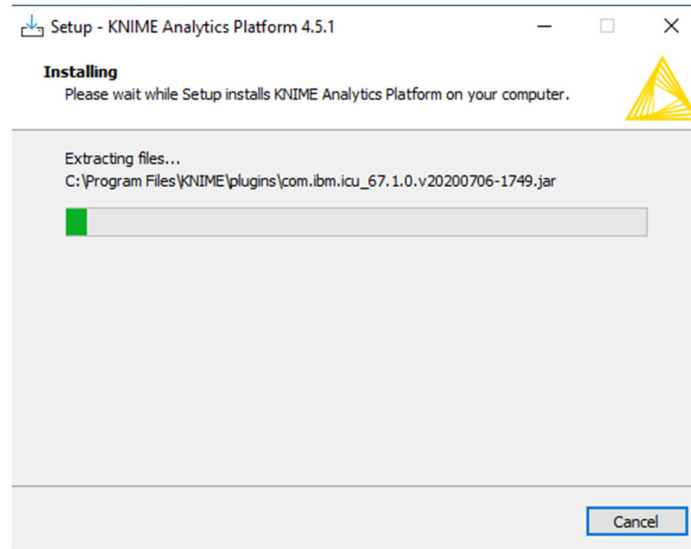 Setup - KNIME Analytics Platform 4.5.1
Installing
Please wait while Setup installs KNIME Analytics Platform on your computer.
Extracting files...
C:\Program Files\KNIME\plugins\com.ibm.icu_67.1.0.v20200706-1749.jar
Cancel